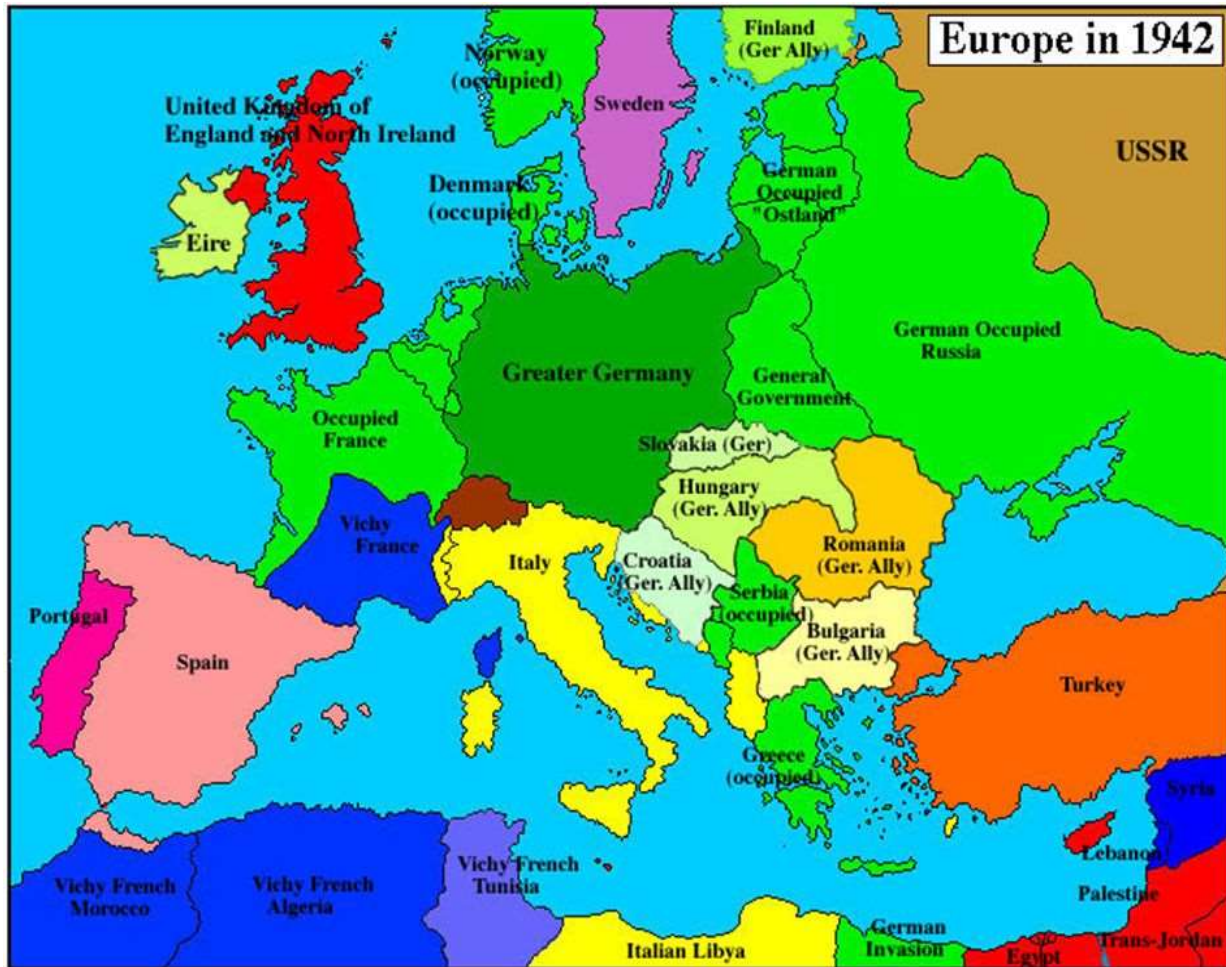 Europe in 1942
Finland
(Ger Ally)
Norway
(occupied)
Sweden
United Kingdom of
England and North Ireland
USSR
Denmark
(occupied)
German
Occupied
"Ostland"
Eire
German Occupied
Russia
Greater Germany
General
Government
Occupied
France
Slovakia (Ger)
Hungary
(Ger. Ally)
Vichy
France
Italy
Croatia
(Ger. Ally)
Romania
(Ger. Ally)
Serbia
(occupied)
Portugal
Spain
Bulgaria
(Ger. Ally)
Turkey
Greece
(occupied)
Syria
Lebanon
Vichy French
Morocco
Vichy French
Algeria
Vichy French
Tunisia
Palestine
Italian Libya
German
Invasion
Egypt
Trans-Jordan